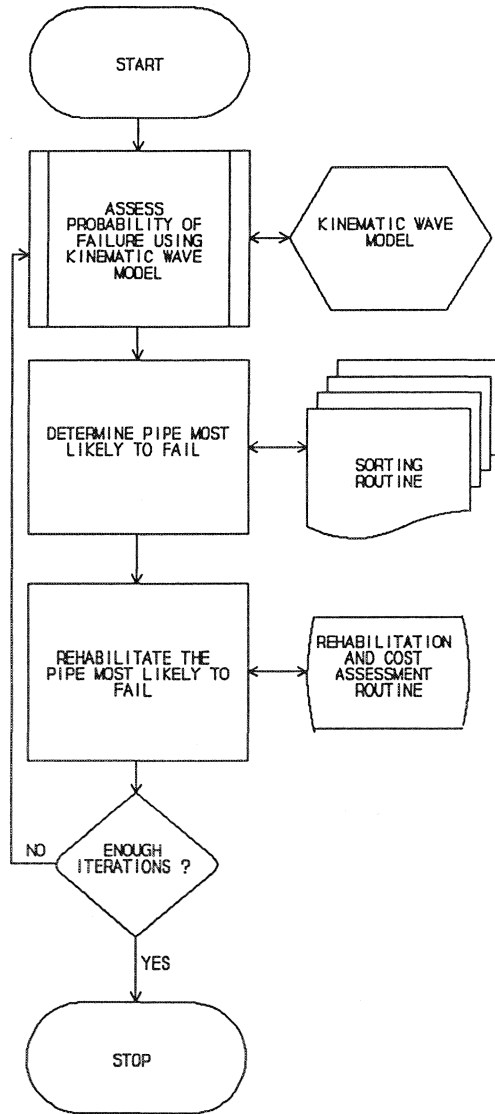 START
ASSESS
PROBABILITY OF
FAILURE USING
KINEMATIC WAVE
MODEL
KINEMATIC WAVE
MODEL
DETERMINE PIPE MOST
LIKELY TO FAIL
SORTING
ROUTINE
REHABILITATE THE
PIPE MOST LIKELY TO
FAIL
REHABILITATION
AND COST
ASSESSMENT
ROUTINE
ENOUGH
ITERATIONS ?
NO
YES
STOP